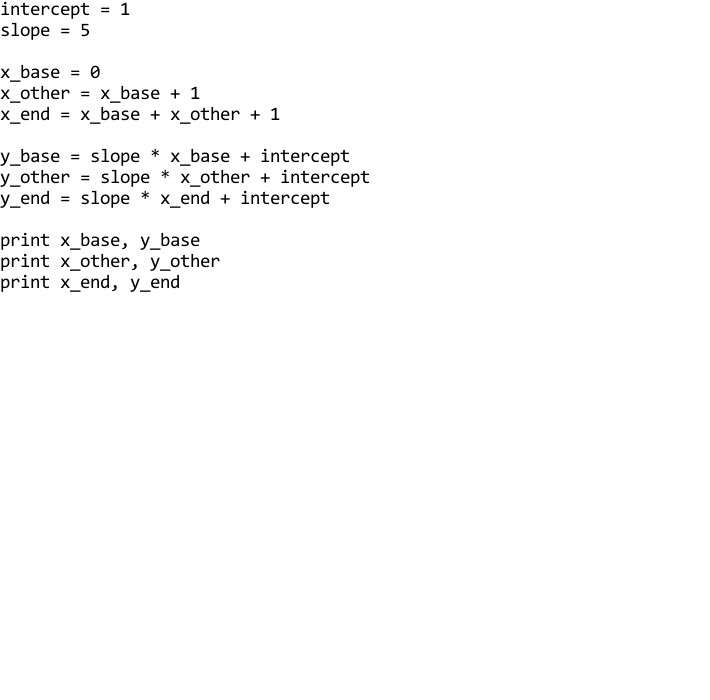 intercept = 1
slope = 5

x_base = 0
x_other = x_base + 1
x_end = x_base + x_other + 1

y_base = slope * x_base + intercept
y_other = slope * x_other + intercept
y_end = slope * x_end + intercept

print x_base, y_base
print x_other, y_other
print x_end, y_end